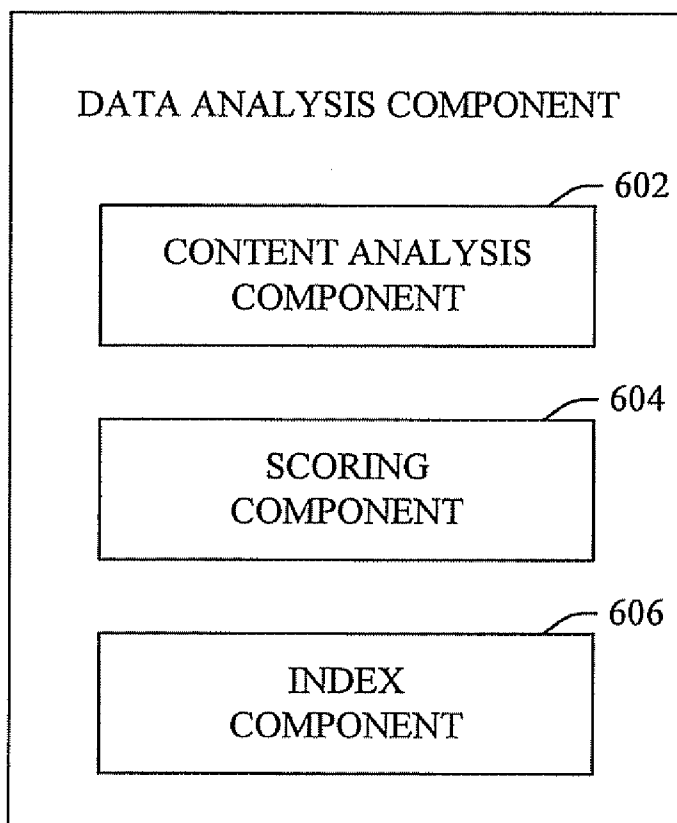 DATA ANALYSIS COMPONENT
602
CONTENT ANALYSIS
COMPONENT
604
SCORING
COMPONENT
606
INDEX
COMPONENT